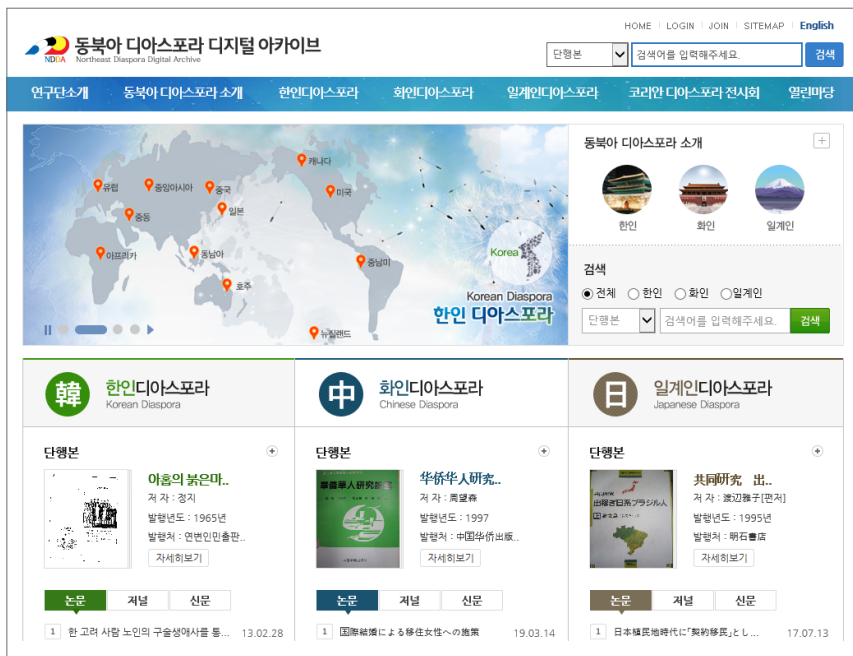 HOME LOGIN JOIN SITEMAP English
NDDA
동북아 디아스포라 디지털 아카이브
Northeast Diaspora Digital Archive
단행본 검색어를 입력해주세요. 검색
연구단소개 동북아 디아스포라 소개 한인디아스포라 화인디아스포라 일계인디아스포라 코리안 디아스포라 전시회 열린마당
캐나다
유럽
중앙아시아
중국
미국
일본
중동
아프리카
동남아
중남미
호주
뉴질랜드
Korea
Korean Diaspora
한인 디아스포라
동북아 디아스포라 소개
한인 화인 일계인
검색
전체 한인 화인 일계인
단행본 검색어를 입력해주세요. 검색
韓 한인디아스포라
Korean Diaspora
단행본
아홉의 붉은마..
저 자 : 정지
발행년도 : 1965년
발행처 : 연변인민출판..
자세히보기
논문 저널 신문
1 한 고려 사람 노인의 구술생애사를 통... 13.02.28
中 화인디아스포라
Chinese Diaspora
단행본
华侨华人研究..
저 자 : 周望森
발행년도 : 1997
발행처 : 中国华侨出版..
자세히보기
논문 저널 신문
1 国際結婚による移住女性への施策 19.03.14
日 일계인디아스포라
Japanese Diaspora
단행본
出稼ぎ日系ブラジル人
共同研究 出..
저 자 : 渡辺雅子[편저]
발행년도 : 1995년
발행처 : 明石書店
자세히보기
논문 저널 신문
1 日本植民地時代に「契約移民」とし... 17.07.13